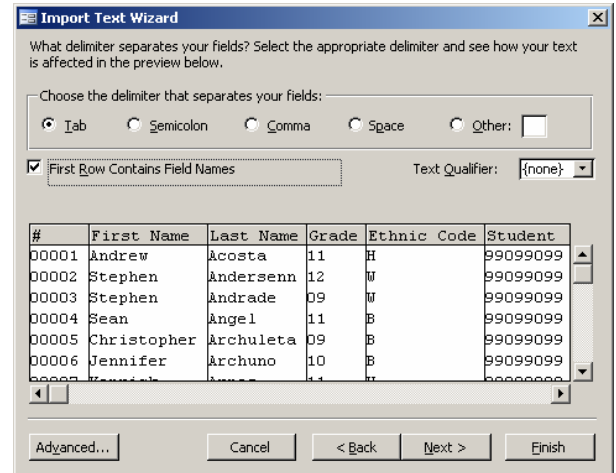 Import Text Wizard
What delimiter separates your fields? Select the appropriate delimiter and see how your text
is affected in the preview below.
Choose the delimiter that separates your fields:
Tab Semicolon Comma Space Other:
First Row Contains Field Names Text Qualifier: {none}
# First Name Last Name Grade Ethnic Code Student
00001 Andrew Acosta 11 H 99099099
00002 Stephen Andersenn 12 W 99099099
00003 Stephen Andrade 09 W 99099099
00004 Sean Angel 11 B 99099099
00005 Christopher Archuleta 09 B 99099099
00006 Jennifer Archuno 10 B 99099099
Advanced... Cancel < Back Next > Finish